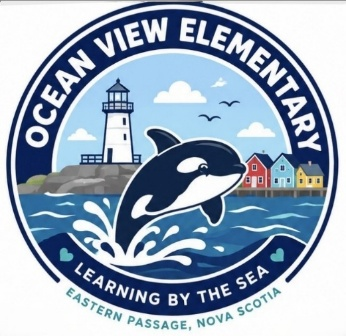 OCEAN VIEW ELEMENTARY
LEARNING BY THE SEA
EASTERN PASSAGE, NOVA SCOTIA